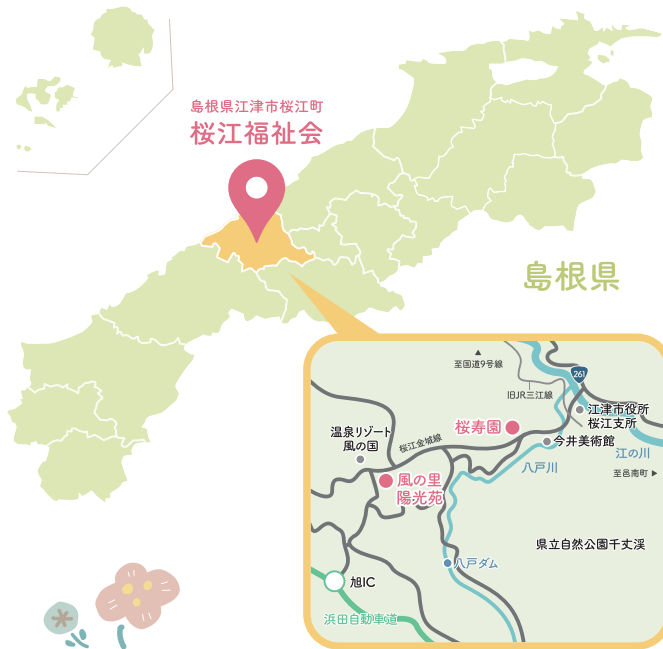 島根県江津市桜江町
桜江福祉会
島根県
▲
至国道9号線
261
旧JR三江線
江津市役所
桜江支所
桜寿園
今井美術館
温泉リゾート
風の国
桜江金城線
江の川
八戸川
至邑南町 ▶
風の里
陽光苑
県立自然公園千丈渓
八戸ダム
旭IC
浜田自動車道